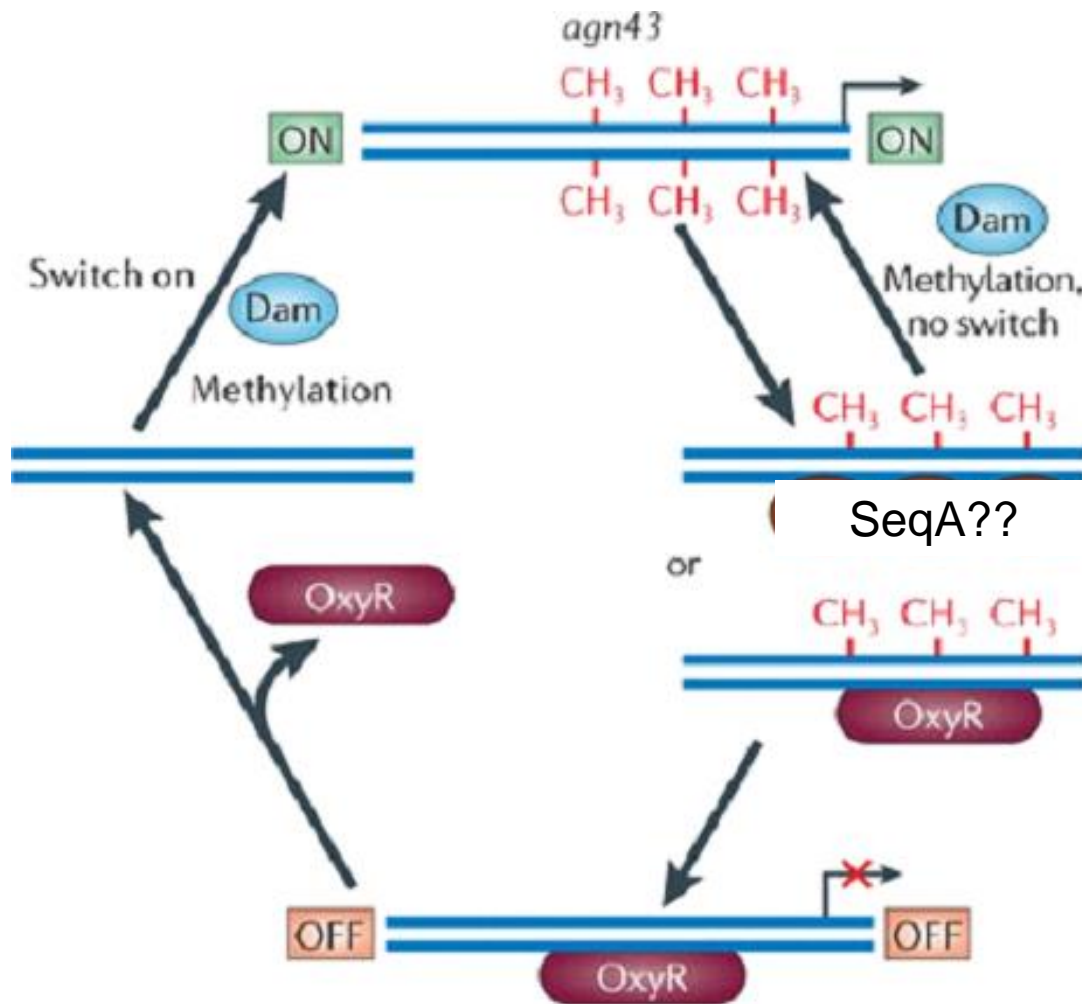 agn43
CH₃ CH₃ CH₃
ON
ON
CH₃ CH₃ CH₃
Dam
Switch on
Methylation,
Dam
no switch
Methylation
CH₃ CH₃ CH₃
SeqA??
or
OxyR
CH₃ CH₃ CH₃
OxyR
OFF
OFF
OxyR